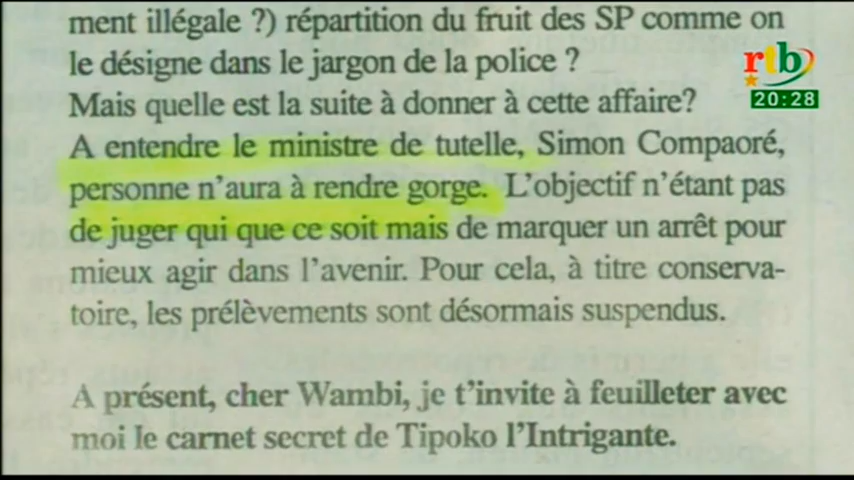 ment illégale ?) répartition du fruit des SP comme on
le désigne dans le jargon de la police ?
Mais quelle est la suite à donner à cette affaire?
A entendre le ministre de tutelle, Simon Compaoré,
personne n'aura à rendre gorge. L'objectif n'étant pas
de juger qui que ce soit mais de marquer un arrêt pour
mieux agir dans l'avenir. Pour cela, à titre conserva-
toire, les prélèvements sont désormais suspendus.
A présent, cher Wambi, je t'invite à feuilleter avec
moi le carnet secret de Tipoko l'Intrigante.
rtb
20:28